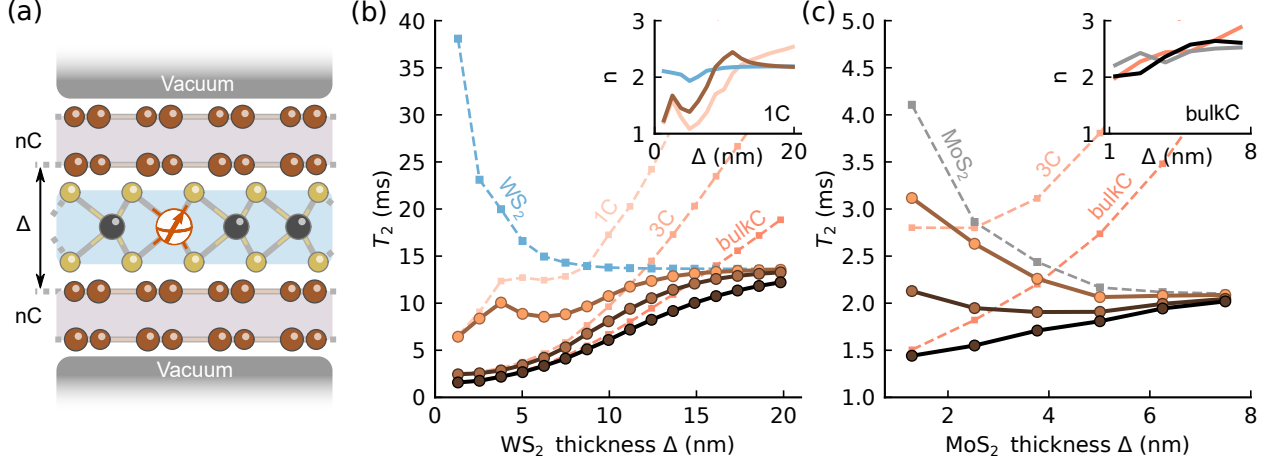 (a)
Vacuum
nC
Δ
nC
Vacuum
(b)
40
35
30
25
20
15
10
5
0
T₂ (ms)
0
5
10
15
20
WS₂ thickness Δ (nm)
WS₂
1C
3C
bulkC
n
3
2
1
0
20
Δ (nm)
1C
(c)
5.0
4.5
4.0
3.5
3.0
2.5
2.0
1.5
1.0
T₂ (ms)
2
4
6
8
MoS₂ thickness Δ (nm)
MoS₂
3C
bulkC
n
3
2
1
1
8
Δ (nm)
bulkC